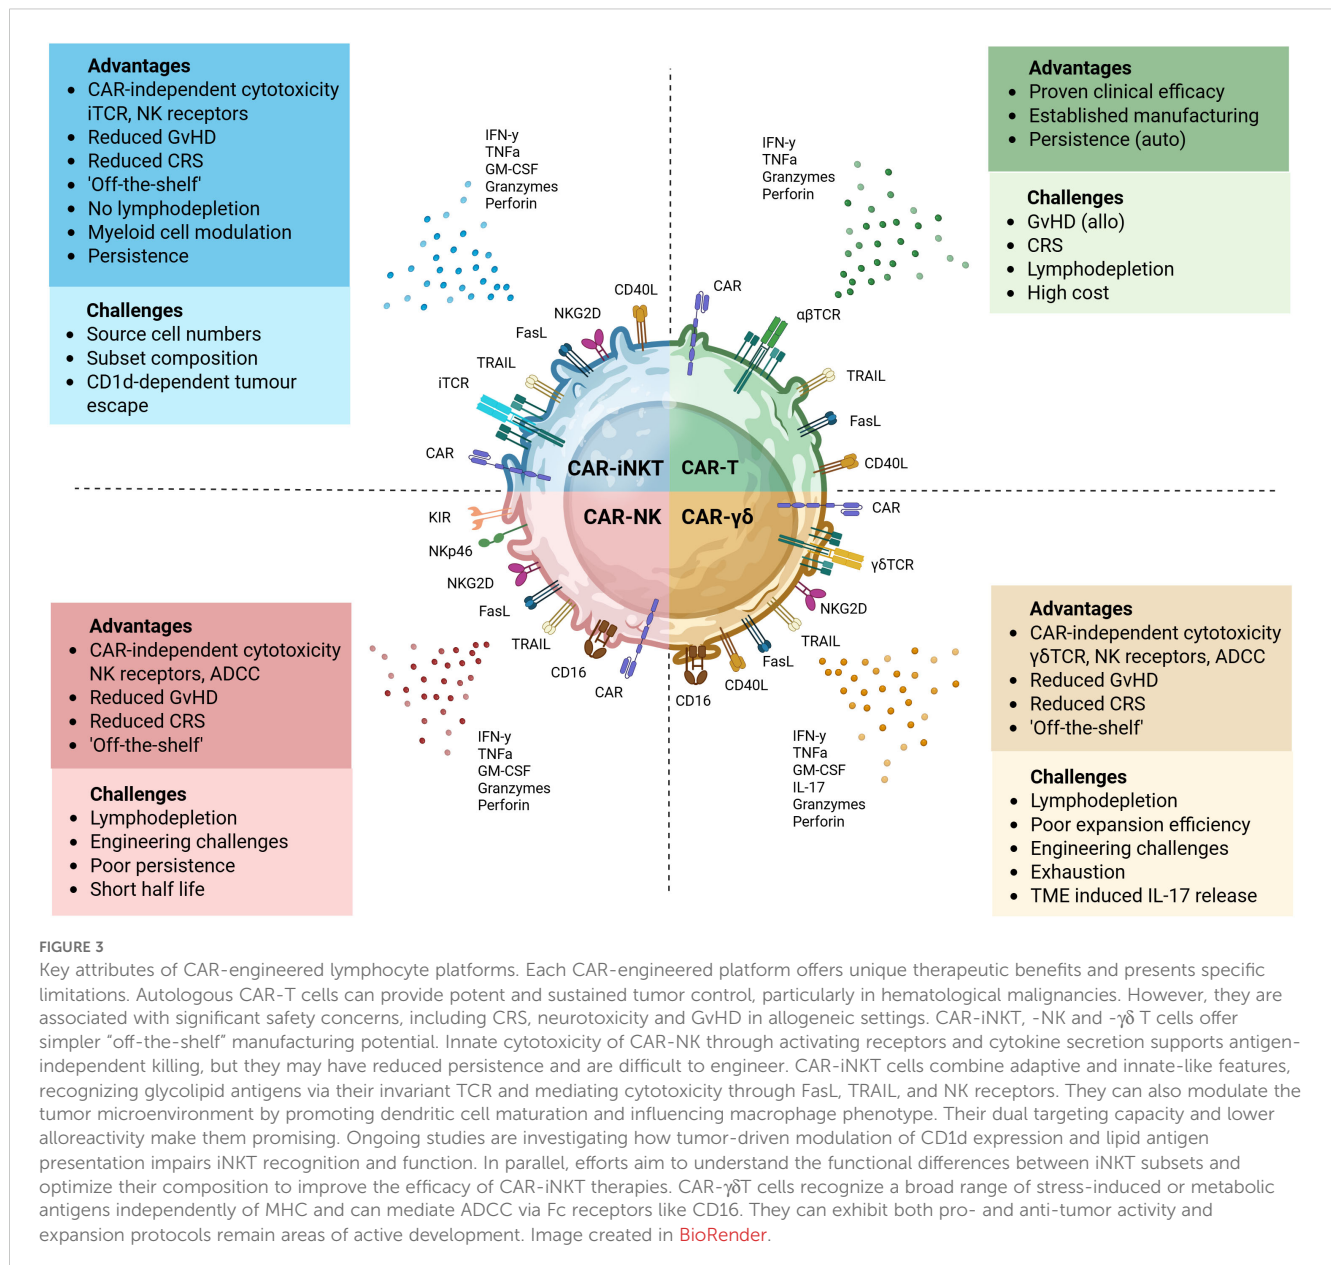 Advantages
• CAR-independent cytotoxicity
iTCR, NK receptors
• Reduced GvHD
• Reduced CRS
• 'Off-the-shelf'
• No lymphodepletion
• Myeloid cell modulation
• Persistence
Challenges
• Source cell numbers
• Subset composition
• CD1d-dependent tumour
escape
IFN-y
TNFa
GM-CSF
Granzymes
Perforin
IFN-y
TNFa
Granzymes
Perforin
Advantages
• Proven clinical efficacy
• Established manufacturing
• Persistence (auto)
Challenges
• GvHD (allo)
• CRS
• Lymphodepletion
• High cost
CD40L
NKG2D
FasL
TRAIL
iTCR
CAR
CAR
αβTCR
TRAIL
FasL
CD40L
CAR-iNKT
CAR-T
CAR-NK
CAR-γδ
KIR
NKp46
NKG2D
FasL
TRAIL
CD16
CAR
CAR
γδTCR
NKG2D
TRAIL
FasL
CD40L
CD16
Advantages
• CAR-independent cytotoxicity
NK receptors, ADCC
• Reduced GvHD
• Reduced CRS
• 'Off-the-shelf'
Challenges
• Lymphodepletion
• Engineering challenges
• Poor persistence
• Short half life
IFN-y
TNFa
GM-CSF
Granzymes
Perforin
IFN-y
TNFa
GM-CSF
IL-17
Granzymes
Perforin
Advantages
• CAR-independent cytotoxicity
γδTCR, NK receptors, ADCC
• Reduced GvHD
• Reduced CRS
• 'Off-the-shelf'
Challenges
• Lymphodepletion
• Poor expansion efficiency
• Engineering challenges
• Exhaustion
• TME induced IL-17 release
FIGURE 3
Key attributes of CAR-engineered lymphocyte platforms. Each CAR-engineered platform offers unique therapeutic benefits and presents specific
limitations. Autologous CAR-T cells can provide potent and sustained tumor control, particularly in hematological malignancies. However, they are
associated with significant safety concerns, including CRS, neurotoxicity and GvHD in allogeneic settings. CAR-iNKT, -NK and -γδ T cells offer
simpler “off-the-shelf” manufacturing potential. Innate cytotoxicity of CAR-NK through activating receptors and cytokine secretion supports antigen-
independent killing, but they may have reduced persistence and are difficult to engineer. CAR-iNKT cells combine adaptive and innate-like features,
recognizing glycolipid antigens via their invariant TCR and mediating cytotoxicity through FasL, TRAIL, and NK receptors. They can also modulate the
tumor microenvironment by promoting dendritic cell maturation and influencing macrophage phenotype. Their dual targeting capacity and lower
alloreactivity make them promising. Ongoing studies are investigating how tumor-driven modulation of CD1d expression and lipid antigen
presentation impairs iNKT recognition and function. In parallel, efforts aim to understand the functional differences between iNKT subsets and
optimize their composition to improve the efficacy of CAR-iNKT therapies. CAR-γδT cells recognize a broad range of stress-induced or metabolic
antigens independently of MHC and can mediate ADCC via Fc receptors like CD16. They can exhibit both pro- and anti-tumor activity and
expansion protocols remain areas of active development. Image created in BioRender.